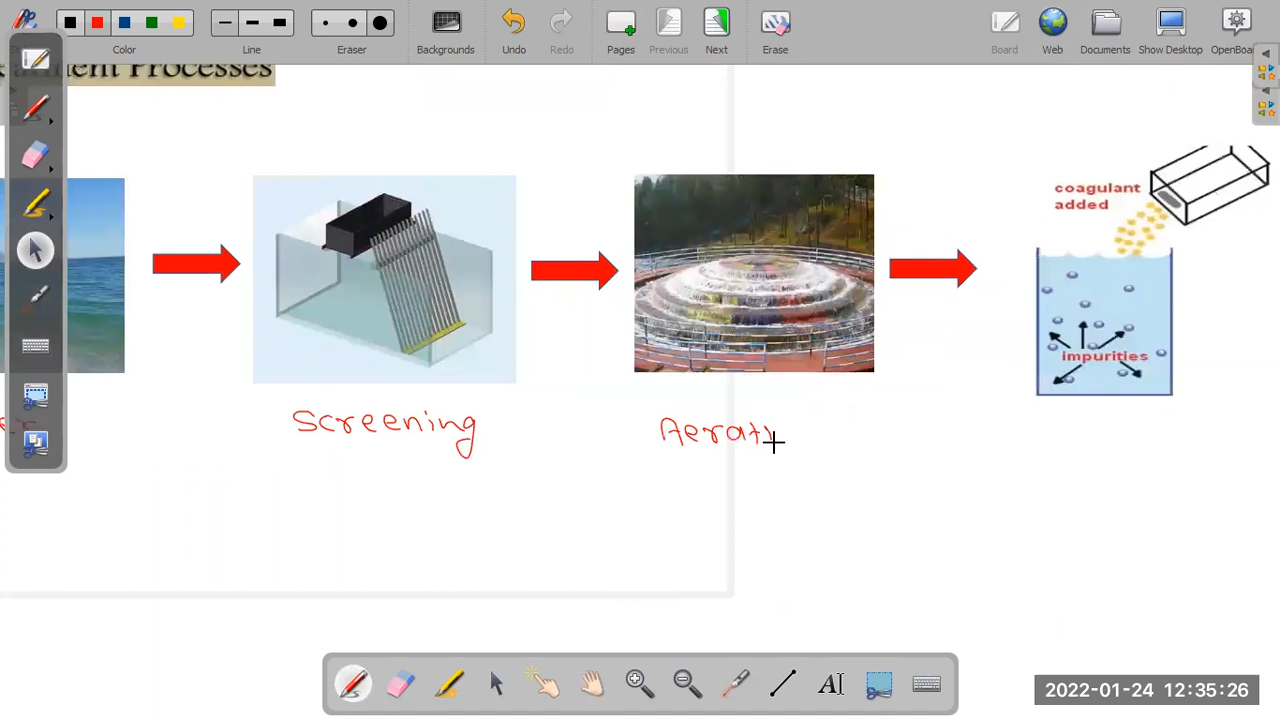 Color
Line
Eraser
Backgrounds
Undo
Redo
Pages
Previous
Next
Erase
Board
Web
Documents
Show Desktop
OpenBoard
Processes
coagulant
added
impurities
Screening
Aerati
2022-01-24 12:35:26